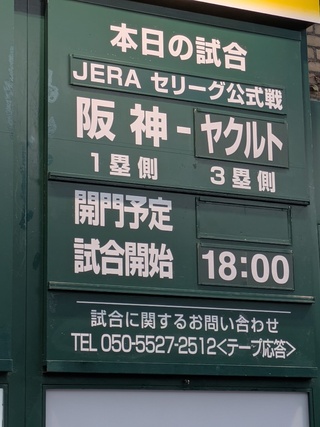 本日の試合
JERA セリーグ公式戦
阪神-ヤクルト
1塁側 3塁側
開門予定
試合開始 18:00
試合に関するお問い合わせ
TEL 050-5527-2512<テープ応答>